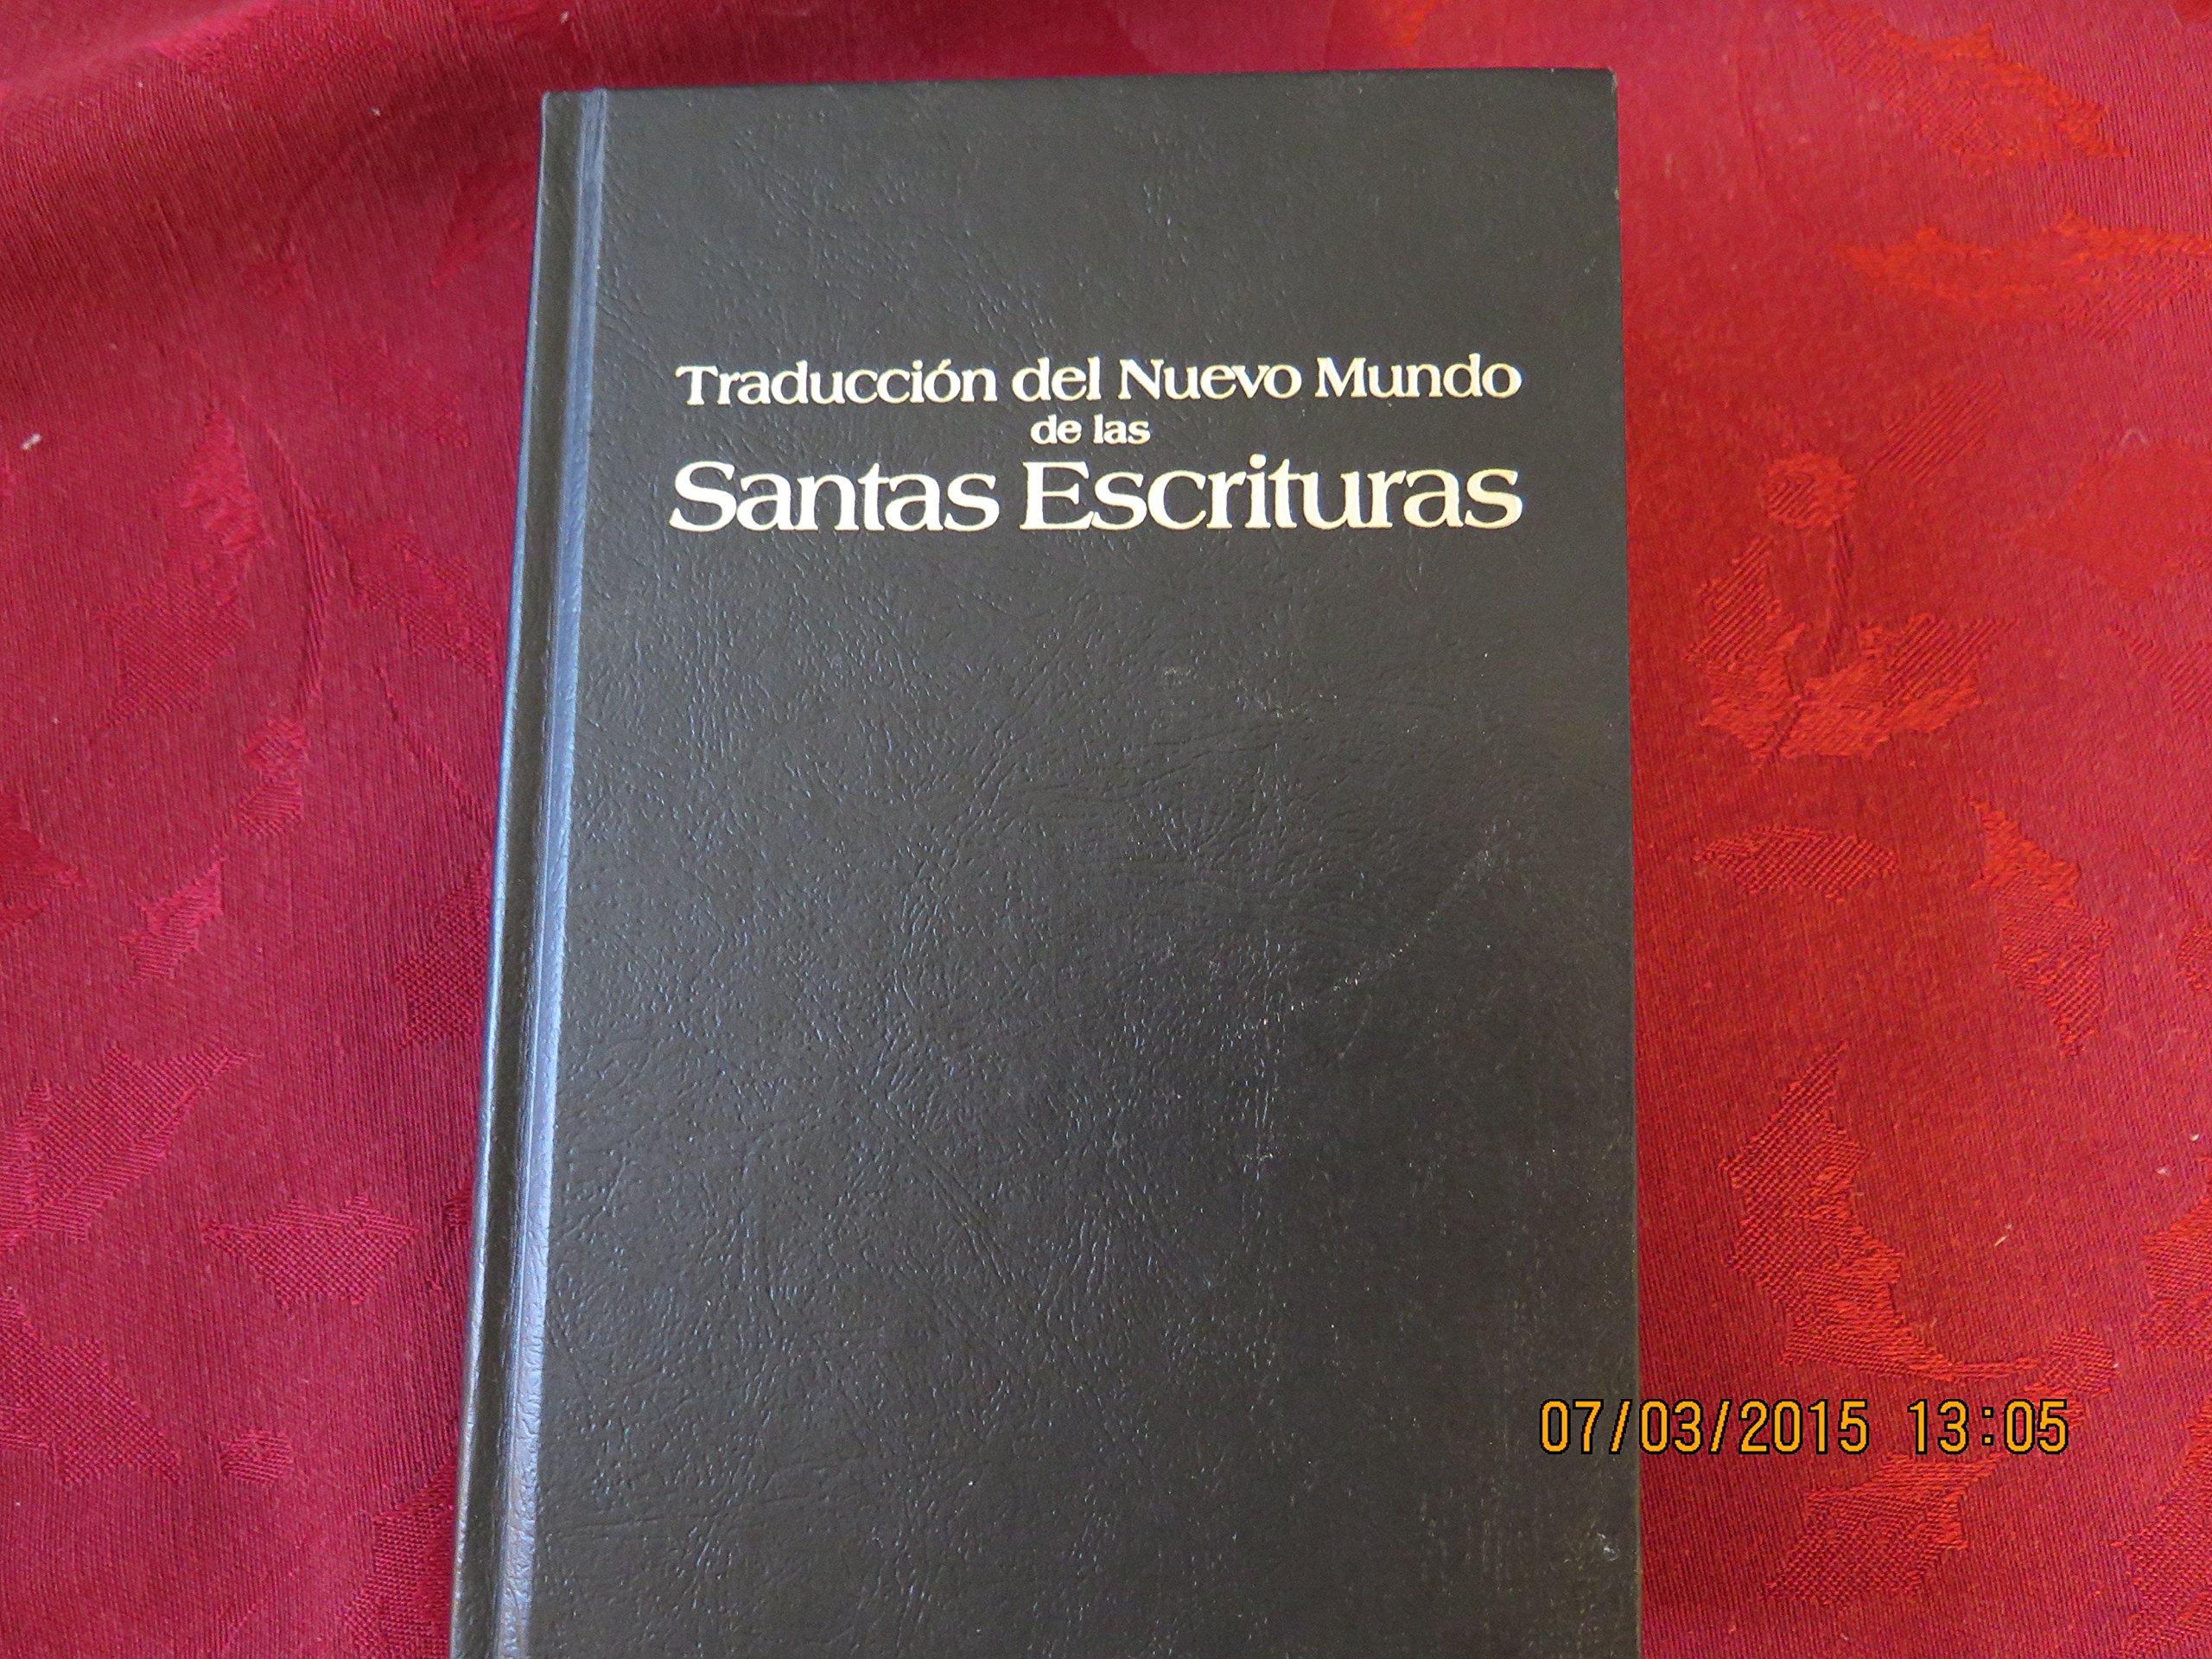 Traducción del Nuevo Mundo
de las
Santas Escrituras
07/03/2015 13:05